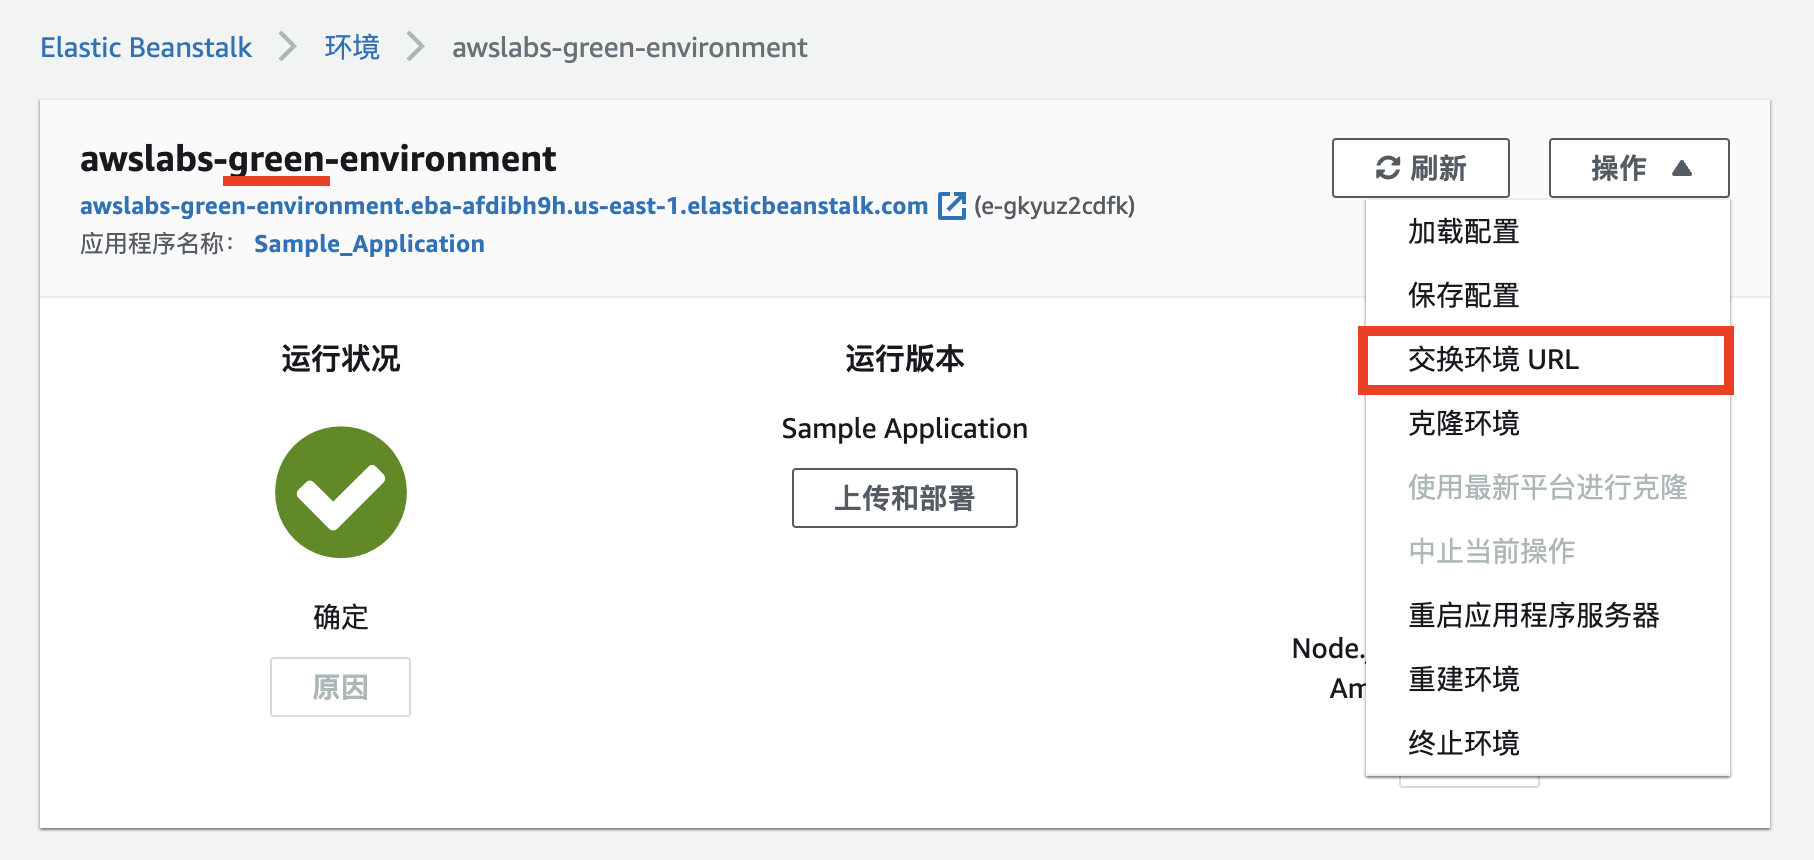 Elastic Beanstalk > 环境 > awslabs-green-environment
awslabs-green-environment
awslabs-green-environment.eba-afdibh9h.us-east-1.elasticbeanstalk.com (e-gkyuz2cdfk)
应用程序名称： Sample_Application
刷新
操作
加载配置
保存配置
交换环境 URL
克隆环境
使用最新平台进行克隆
中止当前操作
重启应用程序服务器
重建环境
终止环境
运行状况
确定
原因
运行版本
Sample Application
上传和部署
Node.